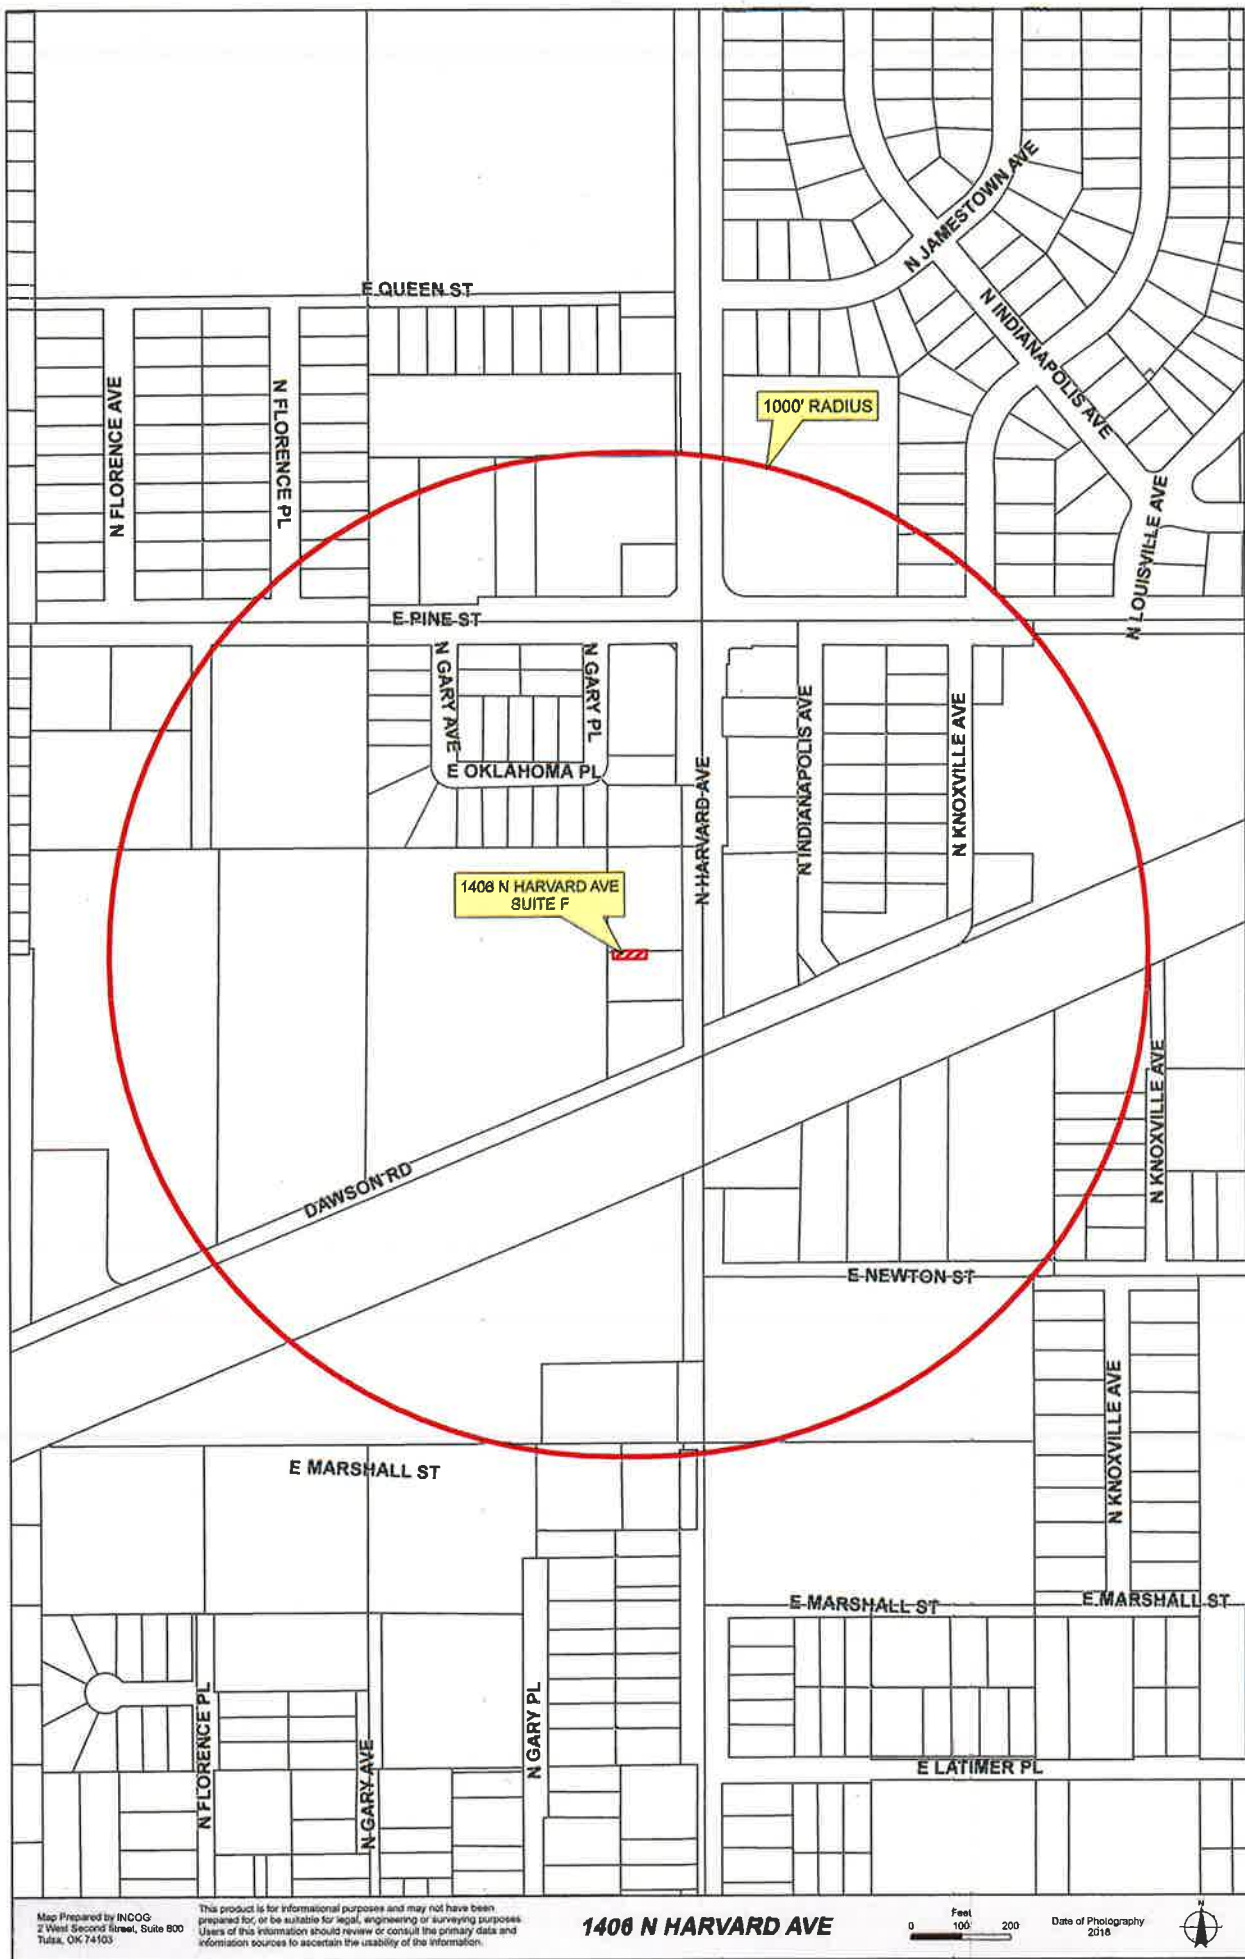 N JAMESTOWN AVE
E QUEEN ST
N INDIANAPOLIS AVE
N FLORENCE AVE
N FLORENCE PL
1000' RADIUS
N LOUISVILLE AVE
E PINE ST
N GARY AVE
N GARY PL
E OKLAHOMA PL
N HARVARD AVE
N INDIANAPOLIS AVE
N KNOXVILLE AVE
1406 N HARVARD AVE
SUITE F
N KNOXVILLE AVE
DAWSON RD
E NEWTON ST
N KNOXVILLE AVE
E MARSHALL ST
E MARSHALL ST
E MARSHALL ST
N FLORENCE PL
N GARY AVE
N GARY PL
E LATIMER PL
Map Prepared by INCOG
2 West Second Street, Suite 800
Tulsa, OK 74103
This product is for informational purposes and may not have been
prepared for, or be suitable for legal, engineering or surveying purposes
Users of this information should review or consult the primary data and
information sources to ascertain the usability of the information.
1406 N HARVARD AVE
Feet
0 100 200
Date of Photography
2016
N